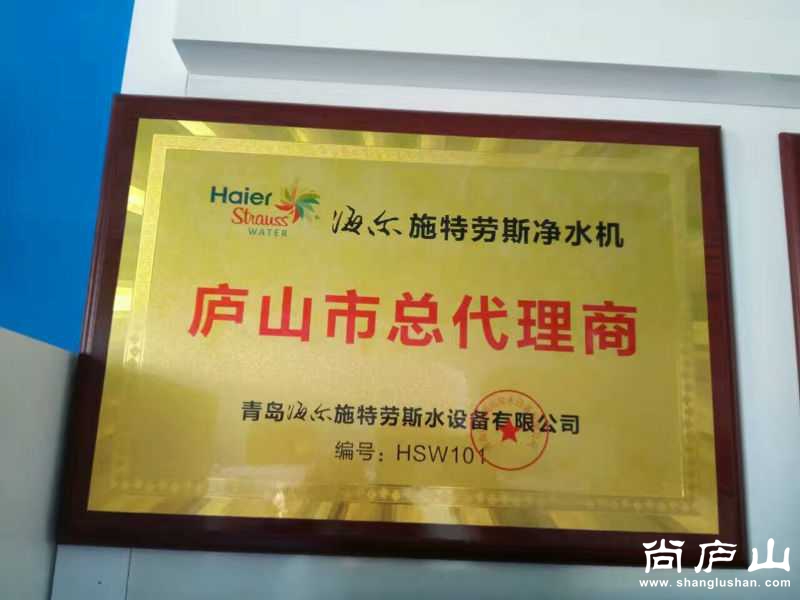 Haier
Strauss
WATER
海尔施特劳斯净水机
庐山市总代理商
青岛海尔施特劳斯水设备有限公司
编号：HSW101
尚庐山
www.shanglushan.com